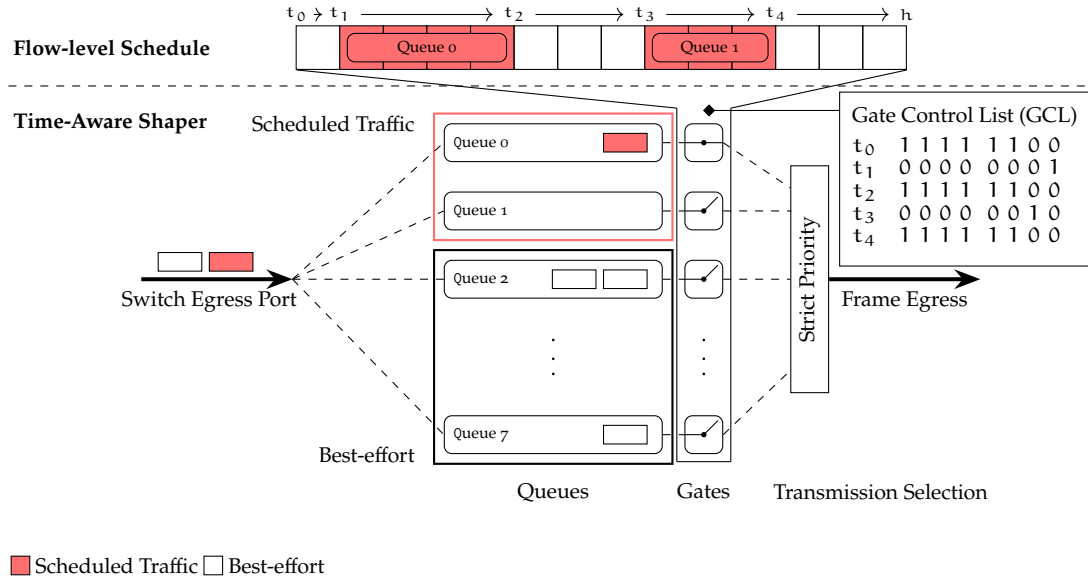 t₀ t₁ t₂ t₃ t₄ h
Flow-level Schedule
Queue 0 Queue 1
Time-Aware Shaper
Scheduled Traffic
Gate Control List (GCL)
t₀ 1 1 1 1 1 1 0 0
t₁ 0 0 0 0 0 0 0 1
t₂ 1 1 1 1 1 1 0 0
t₃ 0 0 0 0 0 0 1 0
t₄ 1 1 1 1 1 1 0 0
Queue 0
Queue 1
Queue 2
Queue 7
Switch Egress Port
Strict Priority
Frame Egress
Best-effort
Queues Gates Transmission Selection
Scheduled Traffic Best-effort